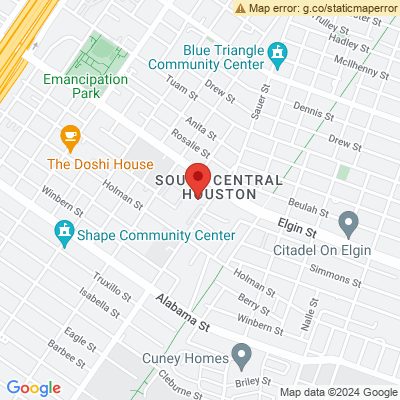 Map error: g.co/staticmaperror
Truxley St
Hadley St
McIlhenny St
Blue Triangle
Community Center
Emancipation
Park
Tuam St
Drew St
Sauer St
Dennis St
Anita St
Rosalie St
Drew St
The Doshi House
SOUTH CENTRAL
HOUSTON
Winbern St
Holman St
Beulah St
Elgin St
Citadel On Elgin
Shape Community Center
Simmons St
Truxillo St
Isabella St
Holman St
Berry St
Winbern St
Nalle St
Alabama St
Eagle St
Barbee St
Cuney Homes
Cleburne St
Briley St
Google
Map data ©2024 Google